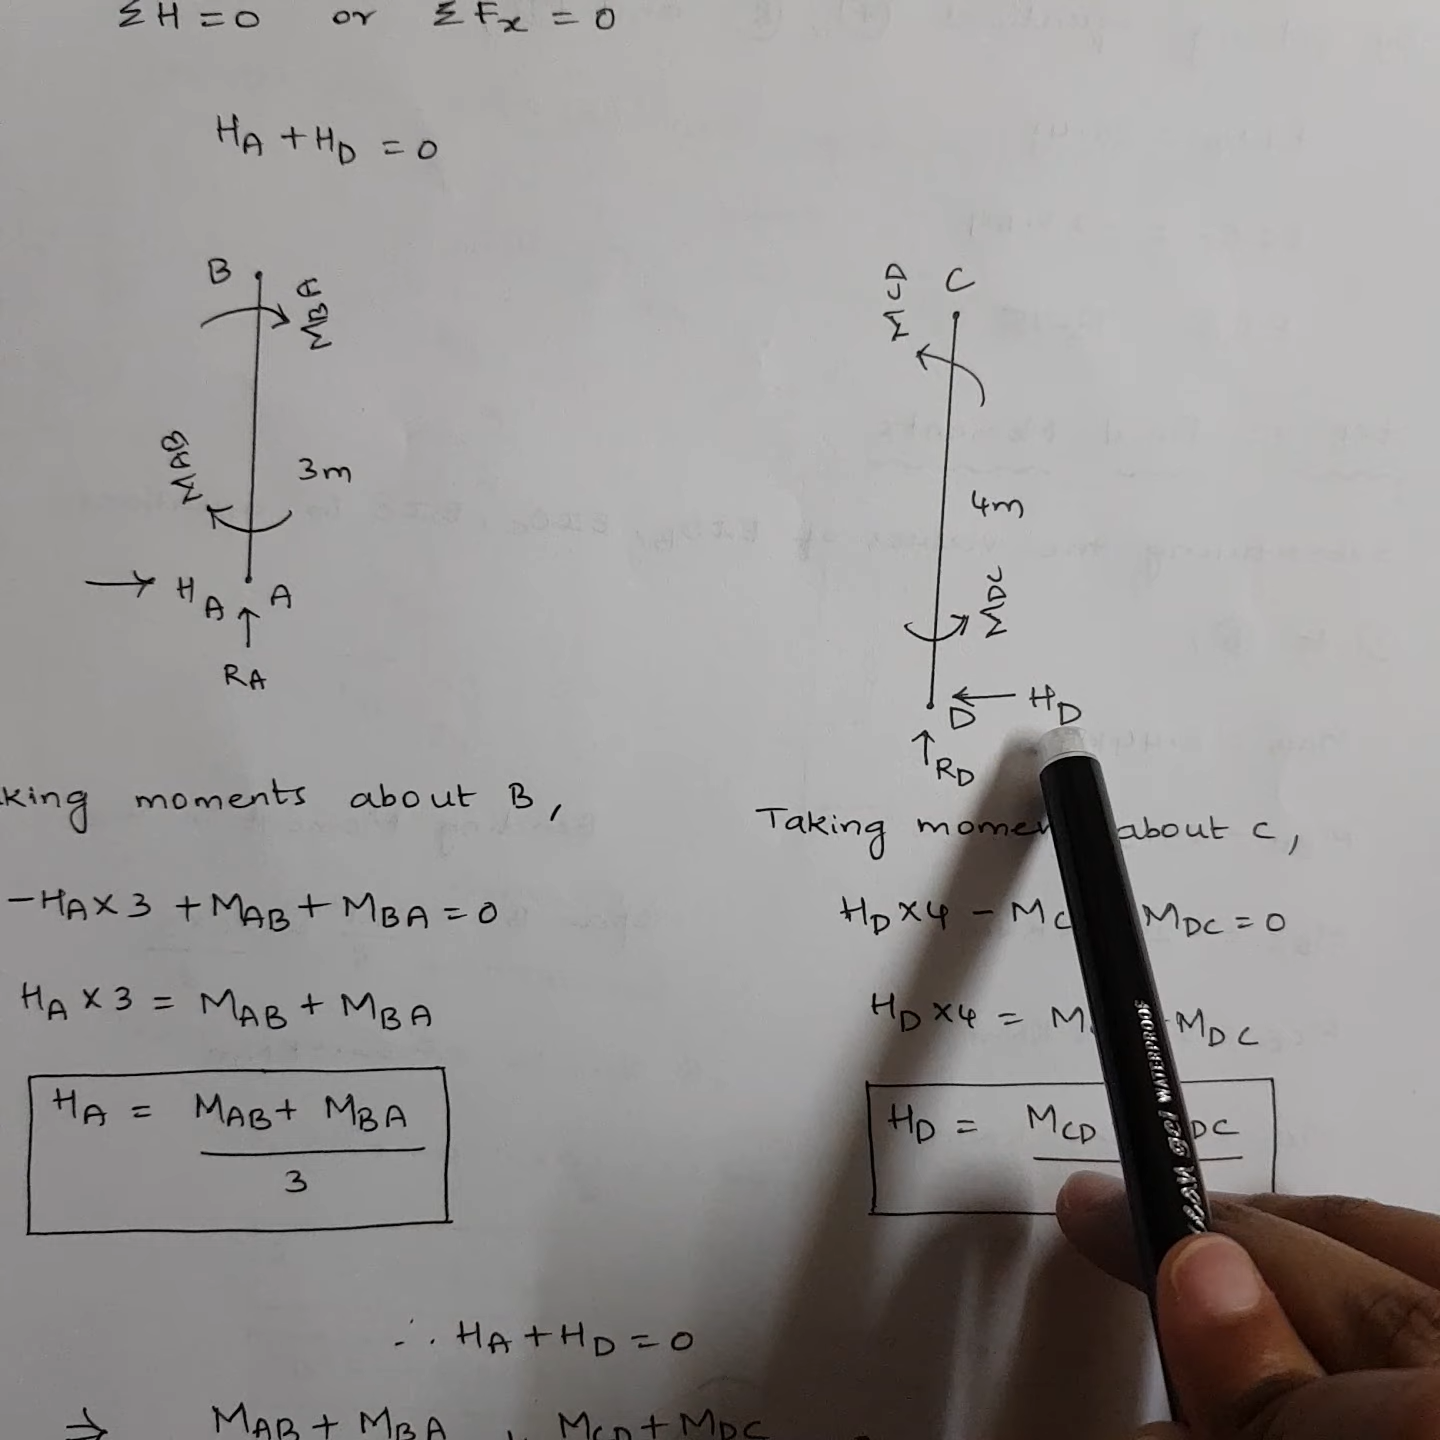 ΣH = 0 or ΣFx = 0
HA + HD = 0
B
MBA
MAB
3m
HA A
RA
MCD C
4m
MDC
D HD
RD
king moments about B,
-HA × 3 + MAB + MBA = 0
HA × 3 = MAB + MBA
HA = MAB + MBA
3
Taking about C,
HD × 4 - MC MDC = 0
HD × 4 = M MDC
HD = MCD DC
∴ HA + HD = 0
⇒ MAB + MBA MCD + MDC
WATERPROOF